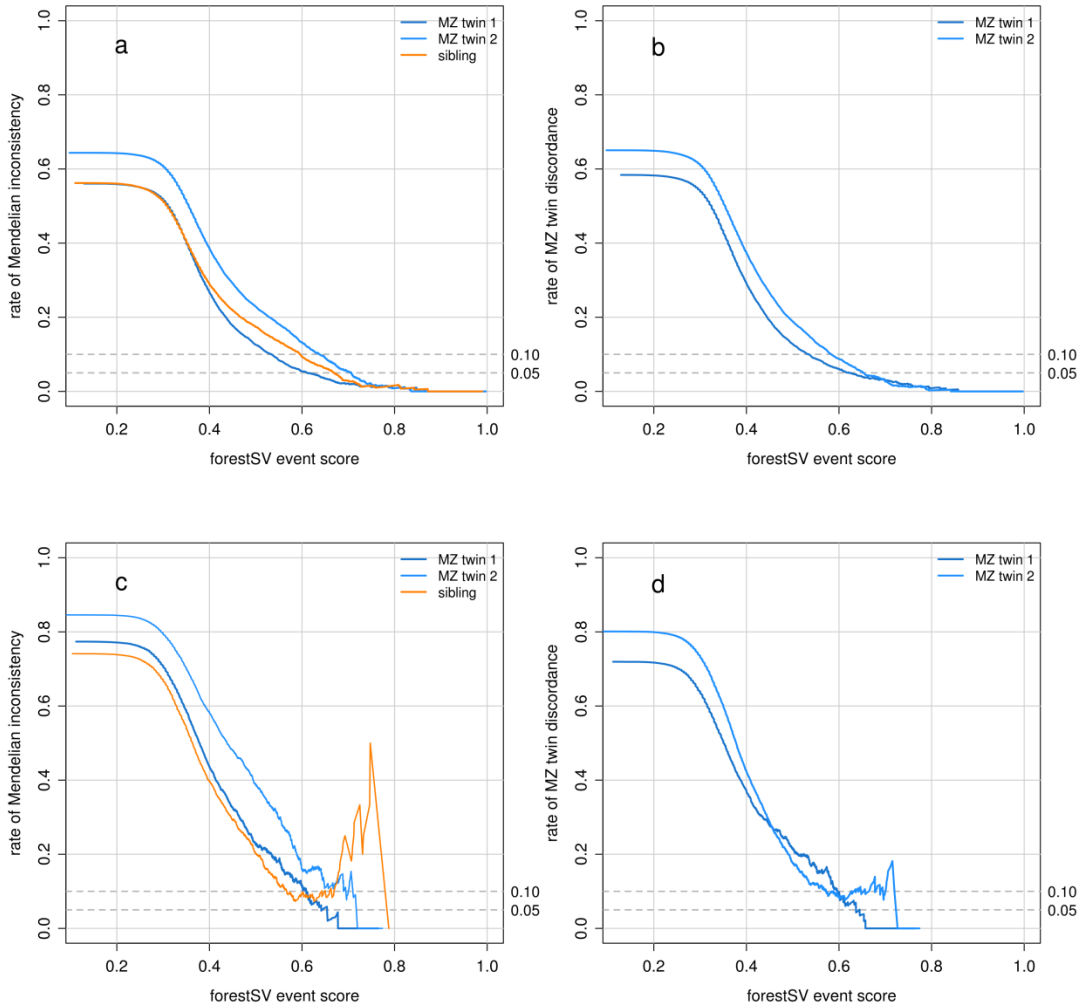 a
MZ twin 1
MZ twin 2
sibling
rate of Mendelian inconsistency
0.0
0.2
0.4
0.6
0.8
1.0
0.10
0.05
0.2
0.4
0.6
0.8
1.0
forestSV event score
b
MZ twin 1
MZ twin 2
rate of MZ twin discordance
0.0
0.2
0.4
0.6
0.8
1.0
0.10
0.05
0.2
0.4
0.6
0.8
1.0
forestSV event score
c
MZ twin 1
MZ twin 2
sibling
rate of Mendelian inconsistency
0.0
0.2
0.4
0.6
0.8
1.0
0.10
0.05
0.2
0.4
0.6
0.8
1.0
forestSV event score
d
MZ twin 1
MZ twin 2
rate of MZ twin discordance
0.0
0.2
0.4
0.6
0.8
1.0
0.10
0.05
0.2
0.4
0.6
0.8
1.0
forestSV event score